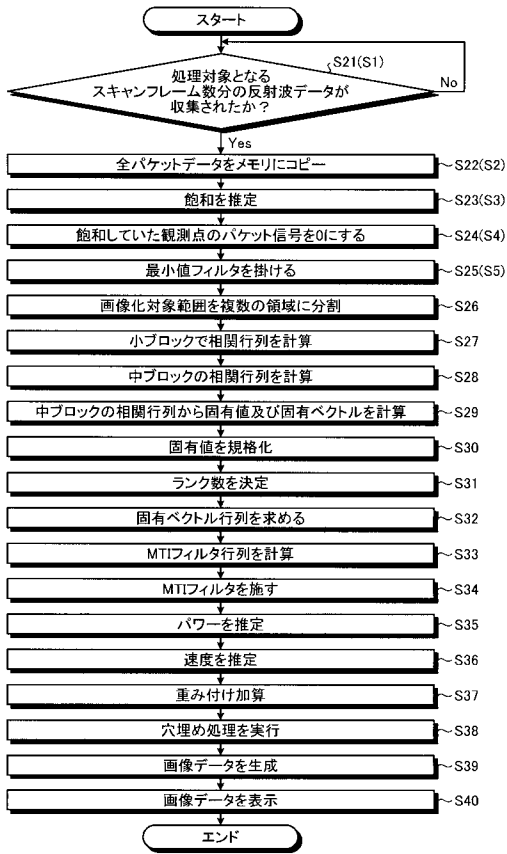 スタート
S21(S1)
処理対象となる
スキャンフレーム数分の反射波データが
収集されたか？
No
Yes
全パケットデータをメモリにコピー
S22(S2)
飽和を推定
S23(S3)
飽和していた観測点のパケット信号を0にする
S24(S4)
最小値フィルタを掛ける
S25(S5)
画像化対象範囲を複数の領域に分割
S26
小ブロックで相関行列を計算
S27
中ブロックの相関行列を計算
S28
中ブロックの相関行列から固有値及び固有ベクトルを計算
S29
固有値を規格化
S30
ランク数を決定
S31
固有ベクトル行列を求める
S32
MTIフィルタ行列を計算
S33
MTIフィルタを施す
S34
パワーを推定
S35
速度を推定
S36
重み付け加算
S37
穴埋め処理を実行
S38
画像データを生成
S39
画像データを表示
S40
エンド